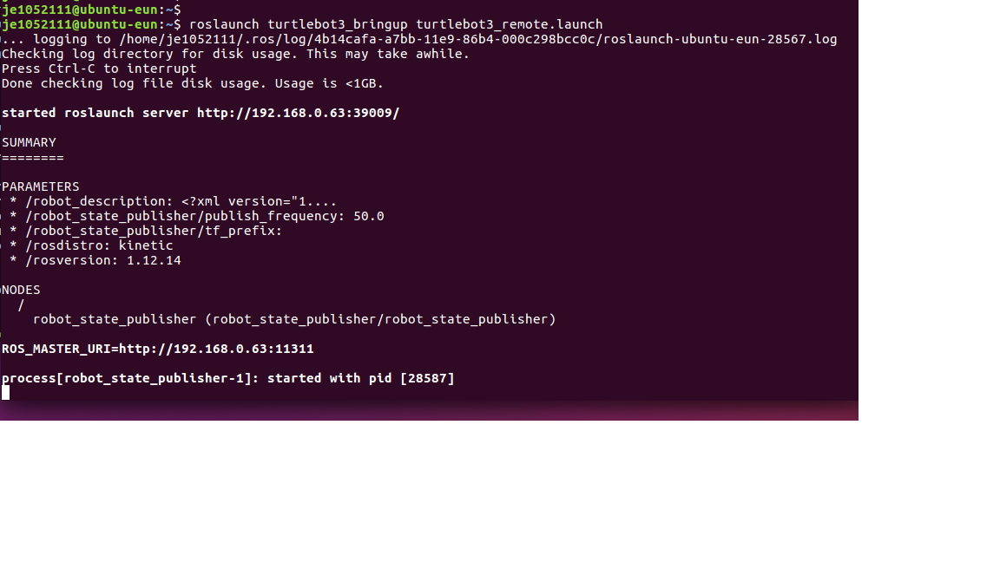 je1052111@ubuntu-eun:~$
je1052111@ubuntu-eun:~$ roslaunch turtlebot3_bringup turtlebot3_remote.launch
... logging to /home/je1052111/.ros/log/4b14cafa-a7bb-11e9-86b4-000c298bcc0c/roslaunch-ubuntu-eun-28567.log
Checking log directory for disk usage. This may take awhile.
Press Ctrl-C to interrupt
Done checking log file disk usage. Usage is <1GB.
started roslaunch server http://192.168.0.63:39009/
SUMMARY
========
PARAMETERS
* /robot_description: <?xml version="1....
* /robot_state_publisher/publish_frequency: 50.0
* /robot_state_publisher/tf_prefix:
* /rosdistro: kinetic
* /rosversion: 1.12.14
NODES
/
robot_state_publisher (robot_state_publisher/robot_state_publisher)
ROS_MASTER_URI=http://192.168.0.63:11311
process[robot_state_publisher-1]: started with pid [28587]